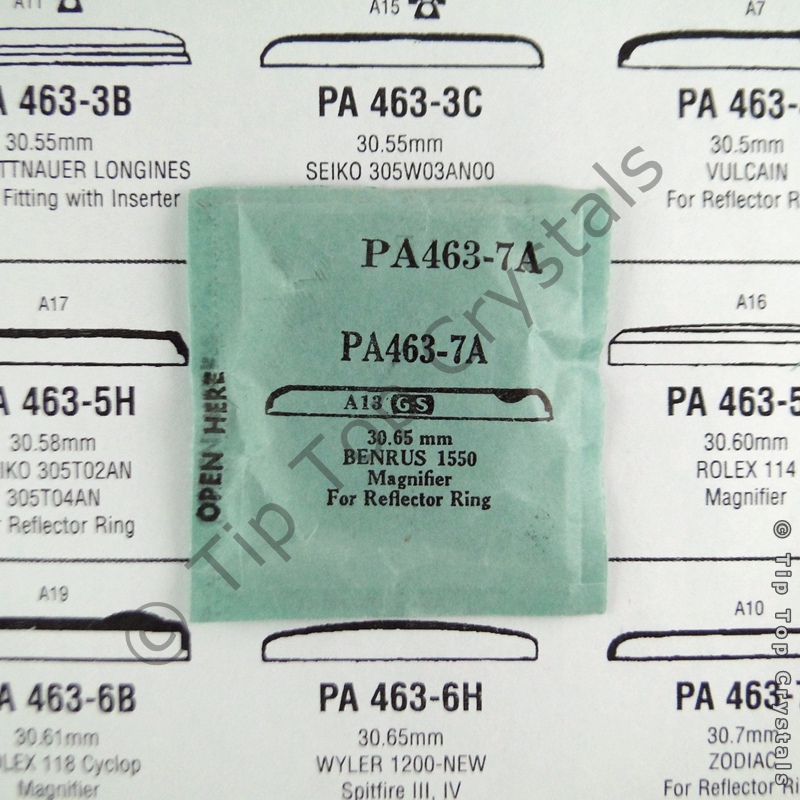 A11
A15
A7
A 463-3B
PA 463-3C
PA 463-
30.55mm
30.55mm
30.5mm
TTNAUER LONGINES
SEIKO 305W03AN00
VULCAIN
Fitting with Inserter
For Reflector R
PA463-7A
A17
A16
PA463-7A
A 463-5H
A13 GS
PA 463-5
30.58mm
30.65 mm
30.60mm
IKO 305T02AN
BENRUS 1550
ROLEX 114
305T04AN
Magnifier
Magnifier
Reflector Ring
For Reflector Ring
OPEN HERE
A19
A10
A 463-6B
PA 463-6H
PA 463-
30.61mm
30.65mm
30.7mm
LEX 118 Cyclop
WYLER 1200-NEW
ZODIAC
Magnifier
Spitfire III, IV
For Reflector Ri
© Tip Top Crystals
© Tip Top Crystals